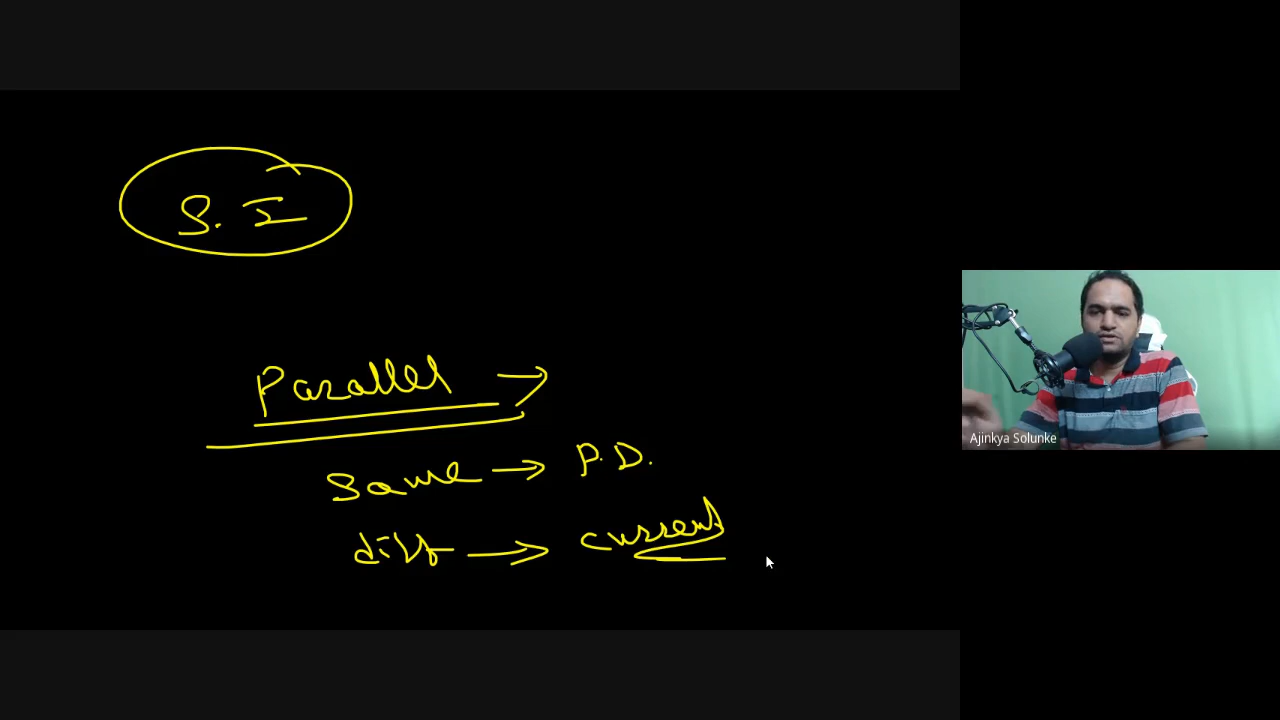 S. I
Parallel →
Same → P.D.
diff → current
Ajinkya Solunke